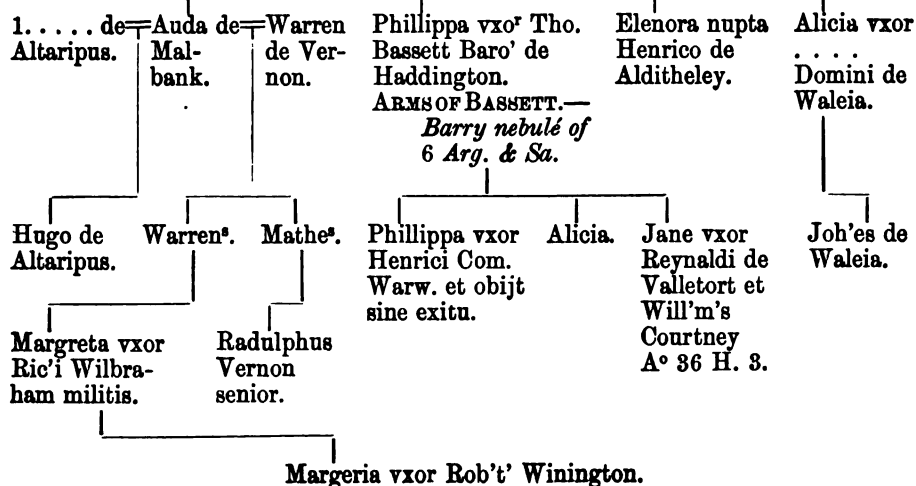 1. . . . . de═Auda de═Warren
Altaripus. Mal- de Ver-
bank. non.
Phillippa vxoʳ Tho.
Bassett Baro' de
Haddington.
ARMS OF BASSETT.—
Barry nebulé of
6 Arg. & Sa.
Elenora nupta
Henrico de
Alditheley.
Alicia vxor
. . . .
Domini de
Waleia.
Hugo de
Altaripus.
Warrenˢ. Matheˢ.
Phillippa vxor
Henrici Com.
Warw. et obijt
sine exitu.
Alicia.
Jane vxor
Reynaldi de
Valletort et
Will'm's
Courtney
Aᵒ 36 H. 3.
Joh'es de
Waleia.
Margreta vxor
Ric'i Wilbra-
ham militis.
Radulphus
Vernon
senior.
Margeria vxor Rob't' Winington.